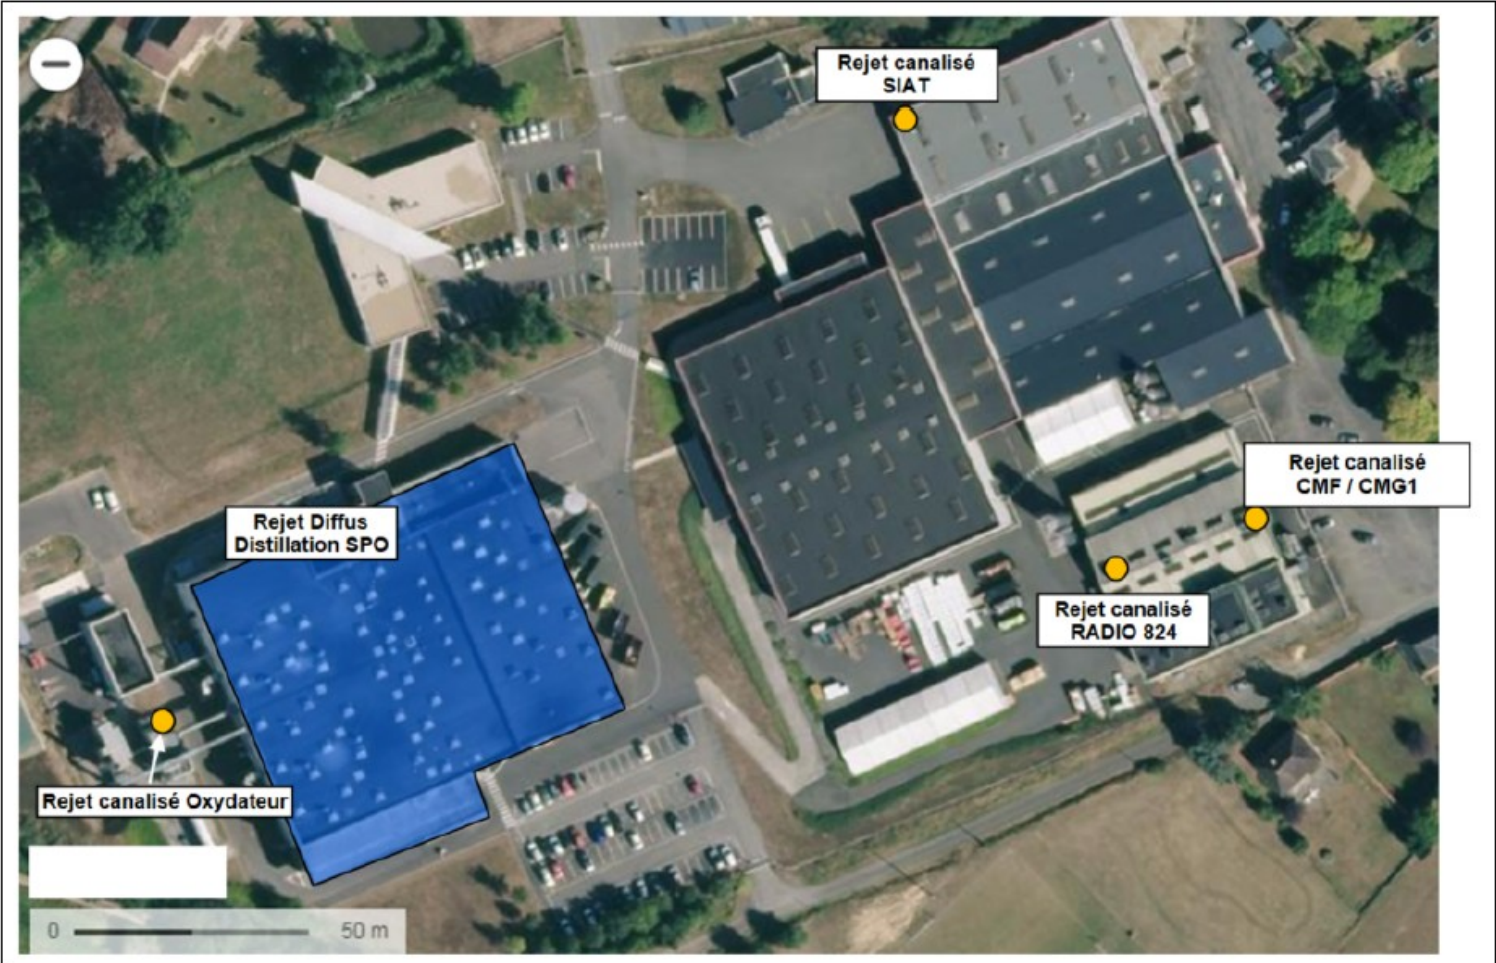 Rejet canalisé
SIAT
Rejet canalisé
CMF / CMG1
Rejet Diffus
Distillation SPO
Rejet canalisé
RADIO 824
Rejet canalisé Oxydateur
0 50 m